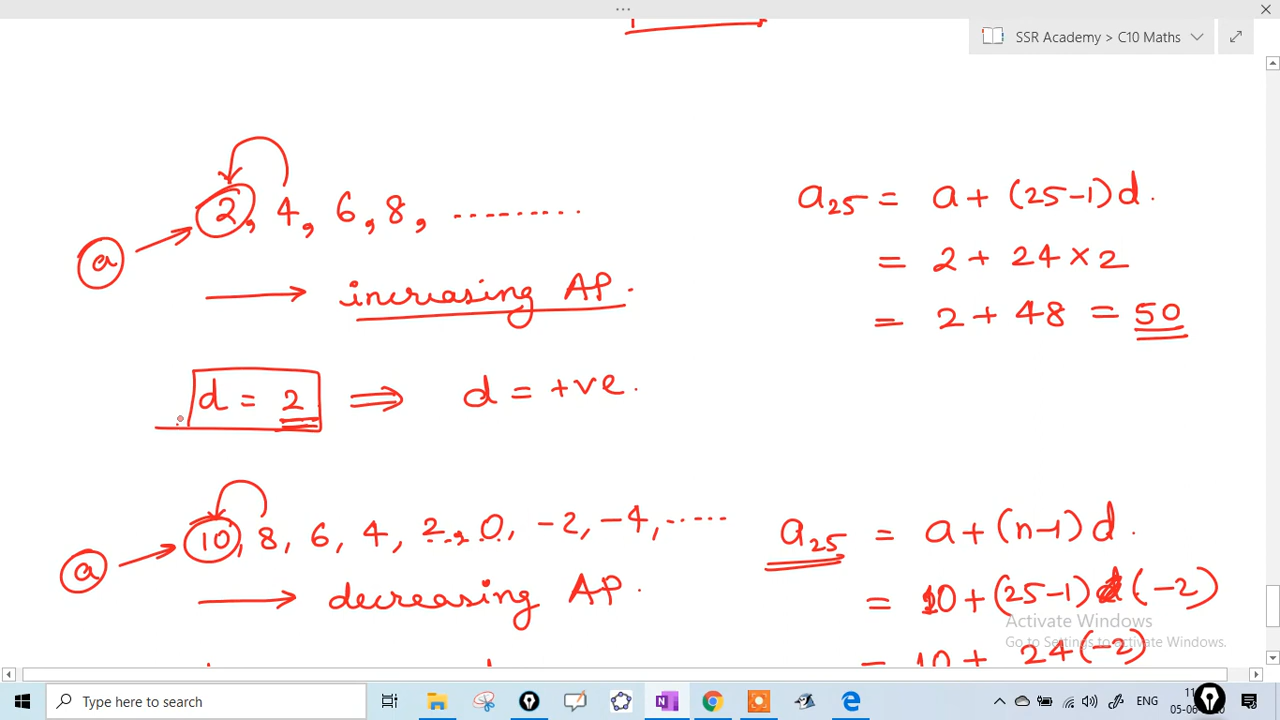 SSR Academy > C10 Maths
2, 4, 6, 8, ..........
a
→ increasing AP.
d = 2 ⇒ d = +ve.
a25 = a + (25-1)d.
= 2 + 24 × 2
= 2 + 48 = 50
10, 8, 6, 4, 2, 0, -2, -4, ......
a
→ decreasing AP.
a25 = a + (n-1)d.
= 10 + (25-1) (-2)
= 10 + 24(-2)
Activate Windows
Go to Settings to activate Windows.
Type here to search
ENG